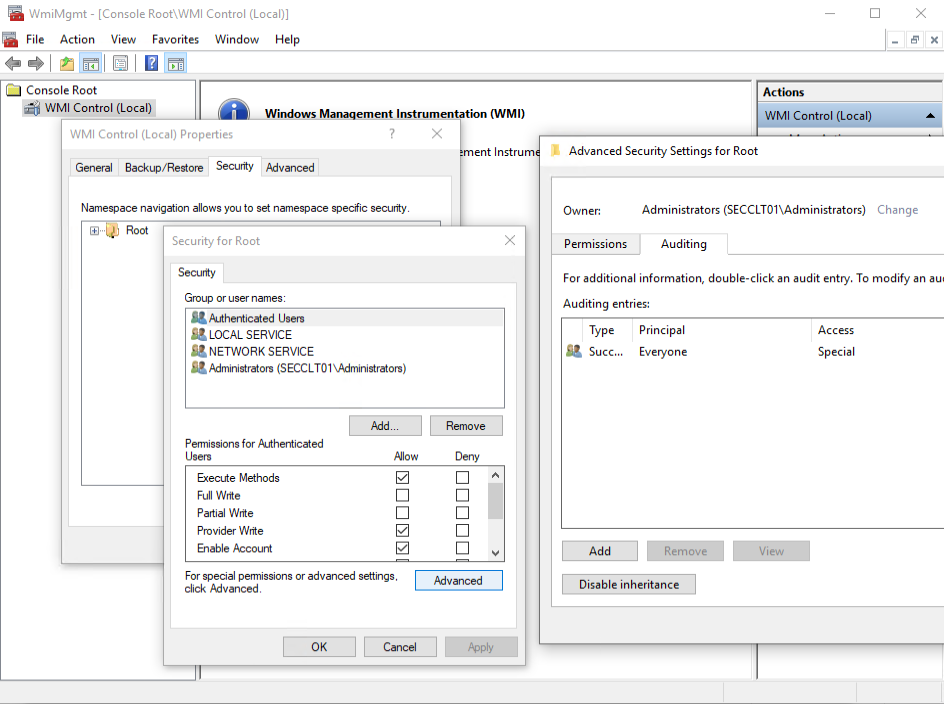 WmiMgmt - [Console Root\WMI Control (Local)]
File Action View Favorites Window Help
Console Root
WMI Control (Local)
Windows Management Instrumentation (WMI)
Actions
WMI Control (Local)
WMI Control (Local) Properties
General Backup/Restore Security Advanced
Namespace navigation allows you to set namespace specific security.
Root
Security for Root
Security
Group or user names:
Authenticated Users
LOCAL SERVICE
NETWORK SERVICE
Administrators (SECCLT01\Administrators)
Add... Remove
Permissions for Authenticated
Users Allow Deny
Execute Methods
Full Write
Partial Write
Provider Write
Enable Account
For special permissions or advanced settings,
click Advanced.
Advanced
OK Cancel Apply
Advanced Security Settings for Root
Owner: Administrators (SECCLT01\Administrators) Change
Permissions Auditing
For additional information, double-click an audit entry. To modify an au
Auditing entries:
Type Principal Access
Succ... Everyone Special
Add Remove View
Disable inheritance